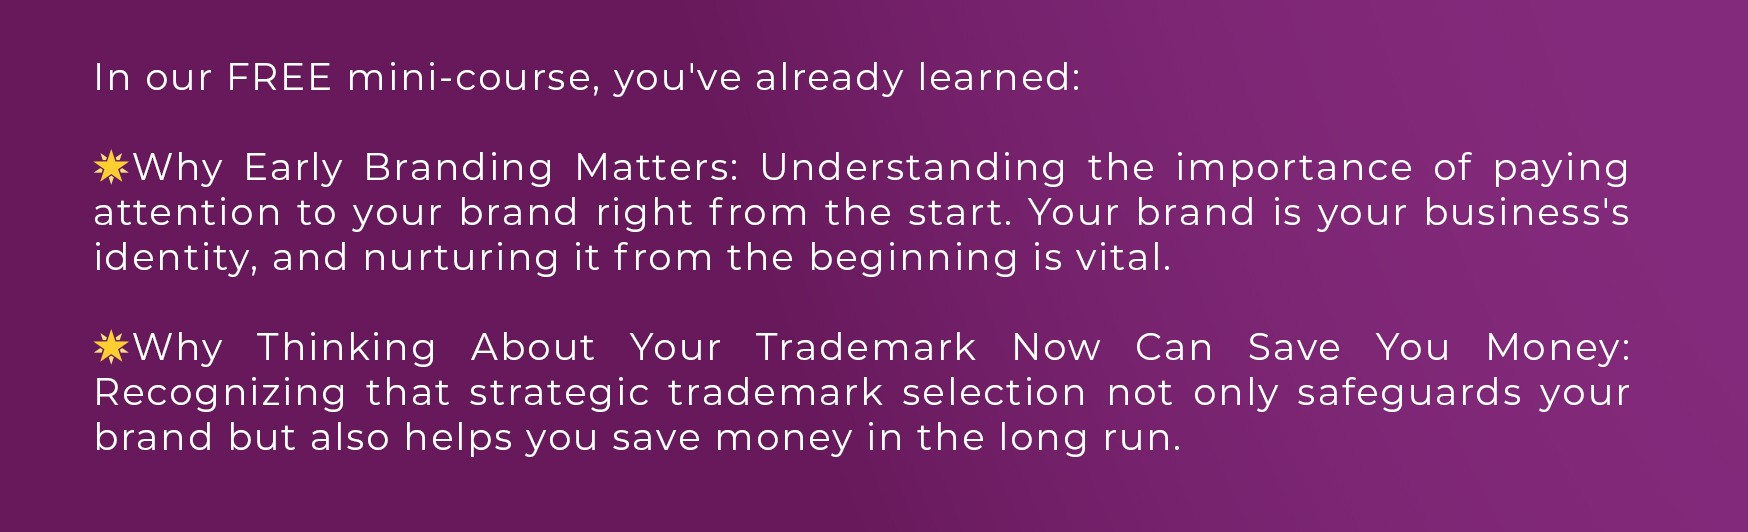 In our FREE mini-course, you've already learned:
🌟Why Early Branding Matters: Understanding the importance of paying
attention to your brand right from the start. Your brand is your business's
identity, and nurturing it from the beginning is vital.
🌟Why Thinking About Your Trademark Now Can Save You Money:
Recognizing that strategic trademark selection not only safeguards your
brand but also helps you save money in the long run.